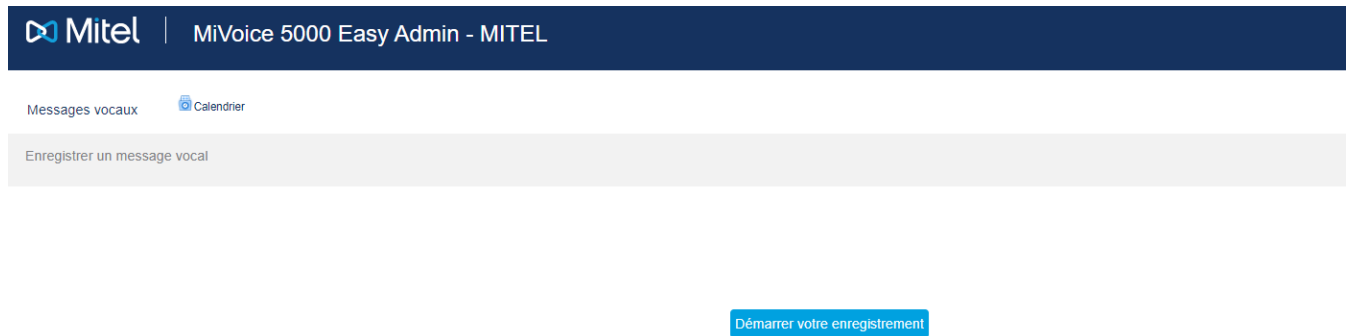 Mitel | MiVoice 5000 Easy Admin - MITEL
Messages vocaux Calendrier
Enregistrer un message vocal
Démarrer votre enregistrement